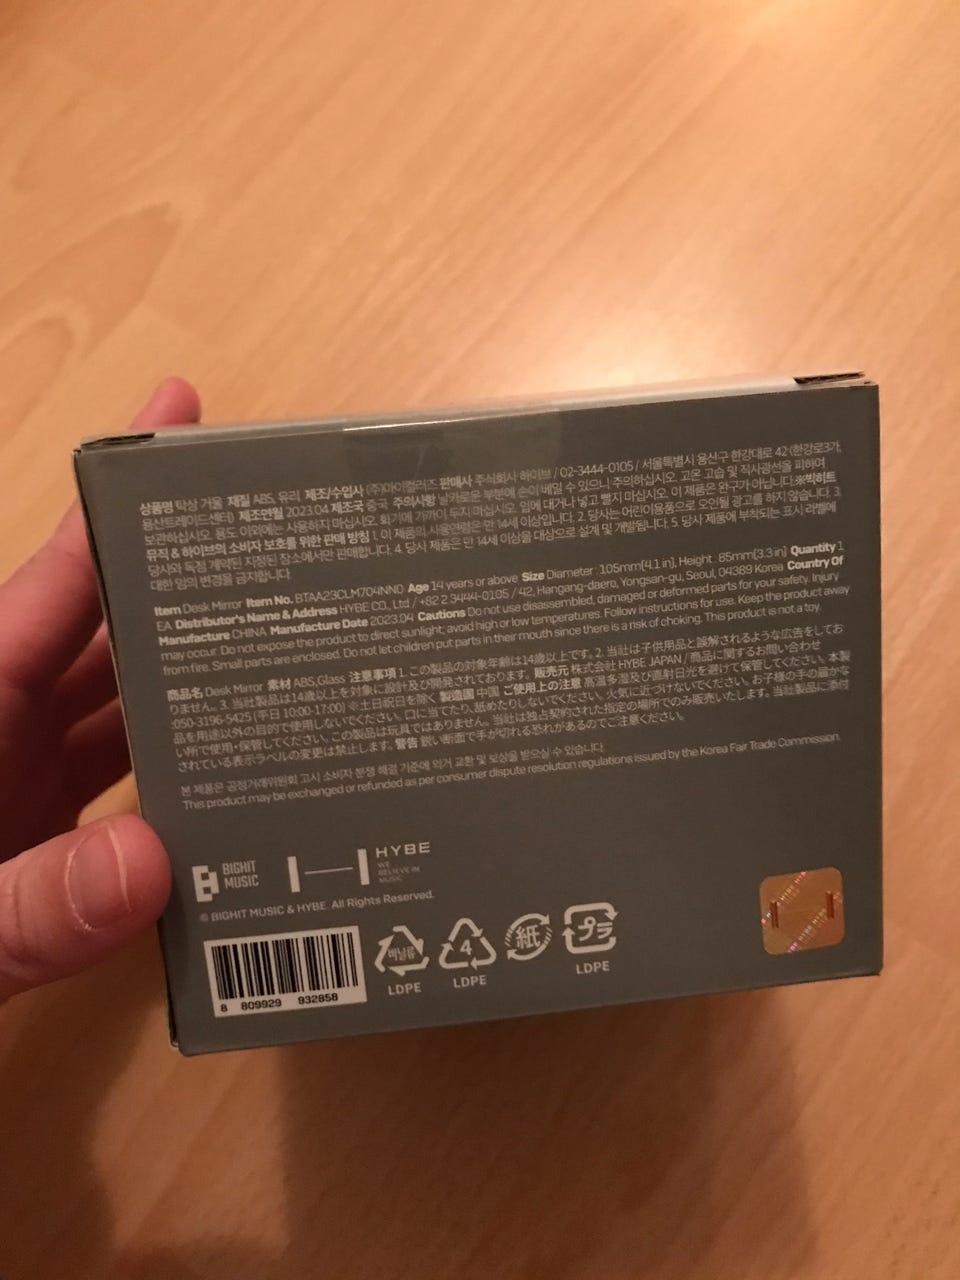 상품명 탁상 거울 재질 ABS, 유리 제조/수입사 (주)아이컬러즈 판매사 주식회사 하이브 / 02-3444-0105 / 서울특별시 용산구 한강대로 42 (한강로3가,
용산트레이드센터) 제조연월 2023.04 제조국 중국 주의사항 날카로운 부분에 손이 베일 수 있으니 주의하십시오. 고온 고습 및 직사광선을 피하여
보관하십시오. 용도 이외에는 사용하지 마십시오. 화기에 가까이 두지 마십시오. 입에 대거나 넣고 빨지 마십시오. 이 제품은 완구가 아닙니다. ※빅히트
뮤직 & 하이브의 소비자 보호를 위한 판매 방침 1. 이 제품의 사용연령은 만 14세 이상입니다. 2. 당사는 어린이용품으로 오인될 광고를 하지 않습니다. 3.
당사와 독점 계약된 지정된 장소에서만 판매합니다. 4. 당사 제품은 만 14세 이상을 대상으로 설계 및 개발됩니다. 5. 당사 제품에 부착되는 표시 라벨에
대한 임의 변경을 금지합니다.
Item Desk Mirror Item No. BTAA23CLM704NN0 Age 14 years or above Size Diameter : 105mm(4.1 in), Height : 85mm(3.3 in) Quantity 1
EA Distributor's Name & Address HYBE CO., Ltd / +82 2 3444-0105 / 42, Hangang-daero, Yongsan-gu, Seoul, 04389 Korea Country Of
Manufacture CHINA Manufacture Date 2023.04 Cautions Do not use disassembled, damaged or deformed parts for your safety. Injury
may occur. Do not expose the product to direct sunlight, avoid high or low temperatures. Follow instructions for use. Keep the product away
from fire. Small parts are enclosed. Do not let children put parts in their mouth since there is a risk of choking. This product is not a toy.
商品名 Desk Mirror 素材 ABS,Glass 注意事項 1. この製品の対象年齢は14歳以上です。2. 当社は子供用品と誤解されるような広告をしてお
りません。3. 当社製品は14歳以上を対象に設計及び開発されております。販売元 株式会社 HYBE JAPAN / 商品に関するお問い合わせ
:050-3196-5425 (平日 10:00-17:00) ※土日祝日を除く 製造国 中国 ご使用上の注意 高温多湿及び直射日光を避けて保管してください。本製
品を用途以外の目的で使用しないでください。口に当てたり、舐めたりしないでください。火気に近づけないでください。お子様の手の届かな
い所で使用・保管してください。この製品は玩具ではありません。当社は独占契約された指定の場所でのみ販売いたします。当社製品に添付
されている表示ラベルの変更は禁止します。警告 鋭い断面で手が切れる恐れがあるのでご注意ください。
본 제품은 공정거래위원회 고시 소비자 분쟁 해결 기준에 의거 교환 및 보상을 받으실 수 있습니다.
This product may be exchanged or refunded as per consumer dispute resolution regulations issued by the Korea Fair Trade Commission.
BIGHIT
MUSIC
HYBE
WE
BELIEVE IN
MUSIC
© BIGHIT MUSIC & HYBE. All Rights Reserved.
8 809929 932858
비닐류
LDPE
4
LDPE
紙
プラ
LDPE
HYBE HYBE